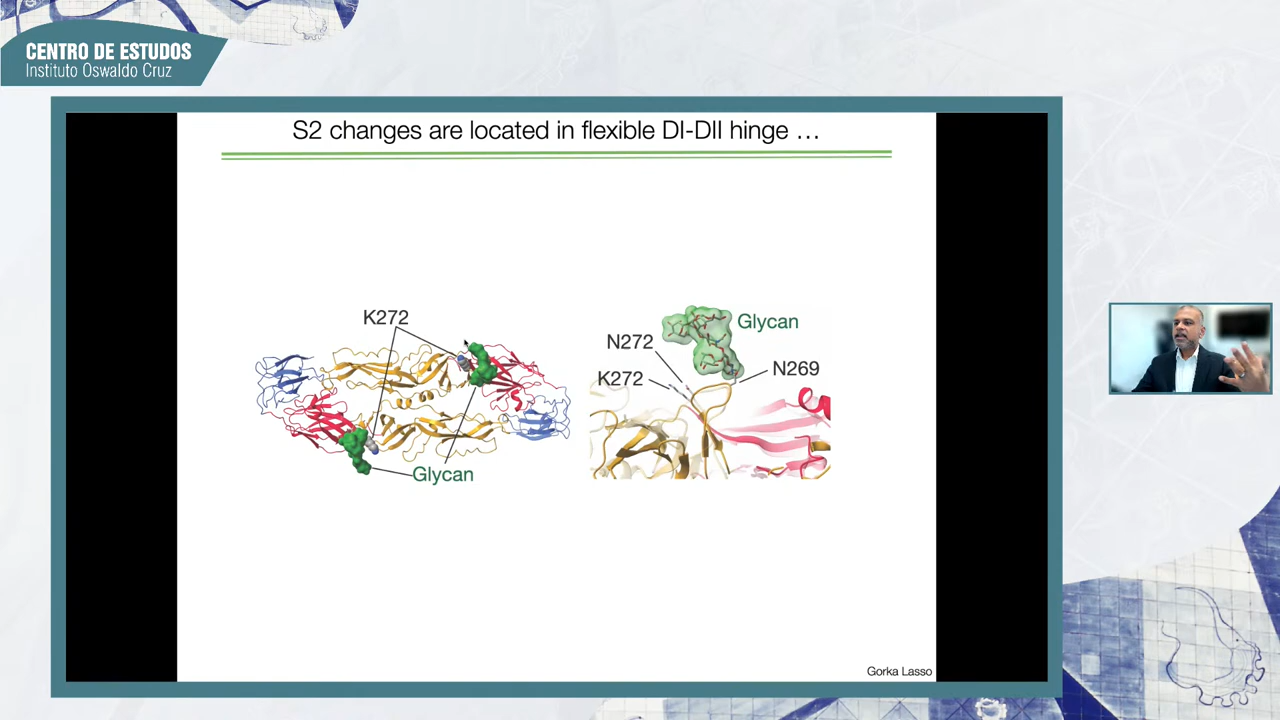 CENTRO DE ESTUDOS
Instituto Oswaldo Cruz
S2 changes are located in flexible DI-DII hinge …
K272
Glycan
Glycan
N272
K272
N269
Gorka Lasso